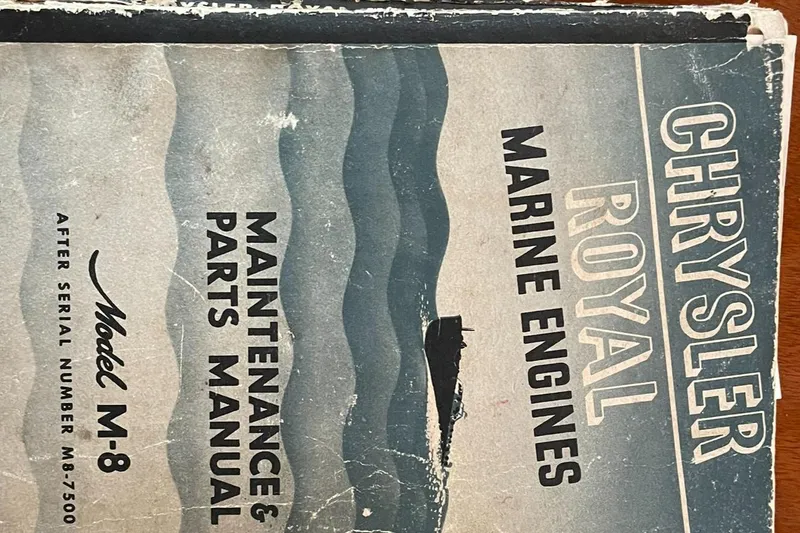 CHRYSLER
ROYAL
MARINE ENGINES
MAINTENANCE &
PARTS MANUAL
Model M-8
AFTER SERIAL NUMBER M8-7500